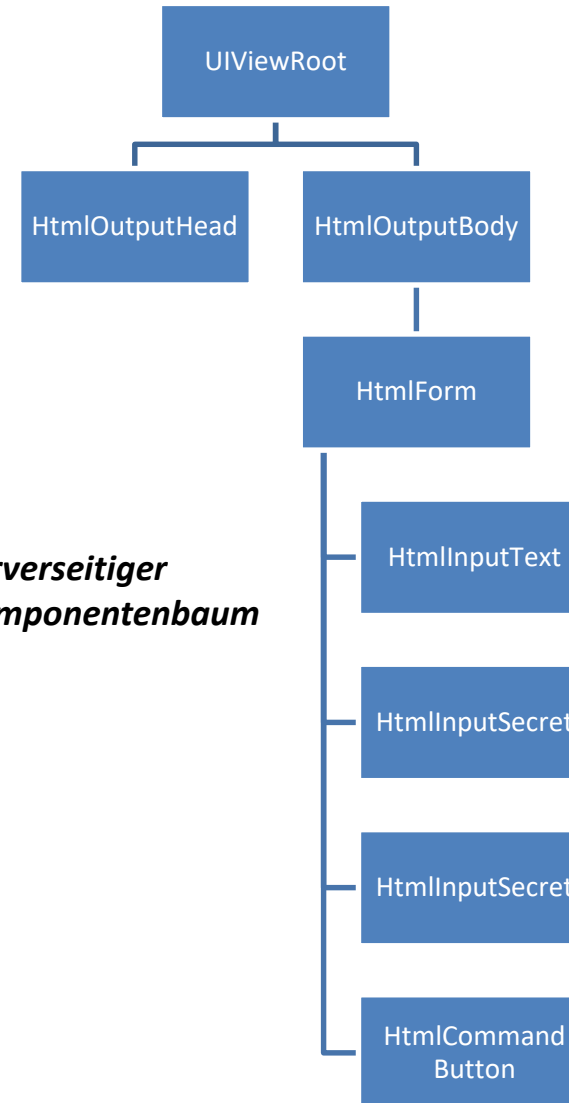 UIViewRoot
HtmlOutputHead
HtmlOutputBody
HtmlForm
HtmlInputText
rverseitiger
mponentenbaum
HtmlInputSecret
HtmlInputSecret
HtmlCommand
Button